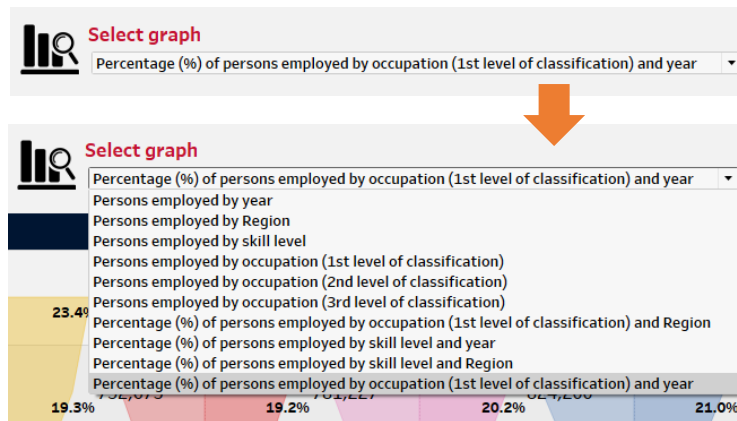 Select graph
Percentage (%) of persons employed by occupation (1st level of classification) and year
Select graph
Percentage (%) of persons employed by occupation (1st level of classification) and year
Persons employed by year
Persons employed by Region
Persons employed by skill level
Persons employed by occupation (1st level of classification)
Persons employed by occupation (2nd level of classification)
Persons employed by occupation (3rd level of classification)
23.4%
Percentage (%) of persons employed by occupation (1st level of classification) and Region
Percentage (%) of persons employed by skill level and year
Percentage (%) of persons employed by skill level and Region
Percentage (%) of persons employed by occupation (1st level of classification) and year
19.3% 19.2% 20.2% 21.0%